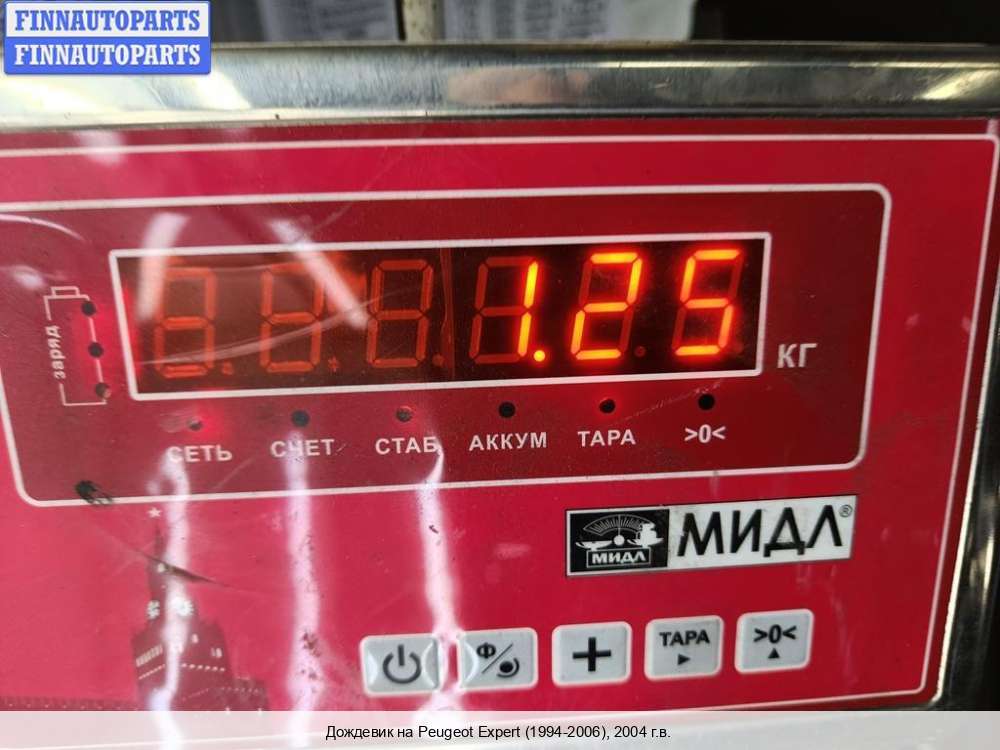 FINNAUTOPARTS
FINNAUTOPARTS
заряд
1.25
КГ
СЕТЬ СЧЕТ СТАБ АККУМ ТАРА >0<
МИДЛ МИДЛ®
Ф % + ТАРА >0<
Дождевик на Peugeot Expert (1994-2006), 2004 г.в.